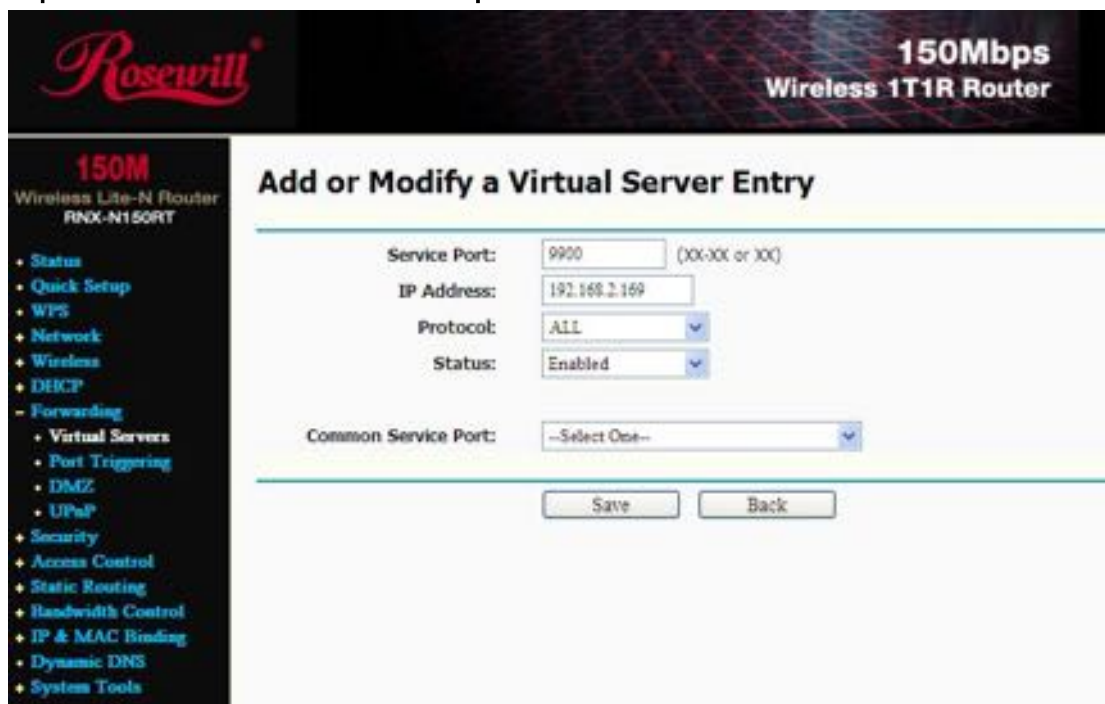 Rosewill®
150Mbps
Wireless 1T1R Router
150M
Wireless Lite-N Router
RNX-N150RT
Status
Quick Setup
WPS
Network
Wireless
DHCP
Forwarding
Virtual Servers
Port Triggering
DMZ
UPnP
Security
Access Control
Static Routing
Bandwidth Control
IP & MAC Binding
Dynamic DNS
System Tools
Add or Modify a Virtual Server Entry
Service Port: 9900 (XX-XX or XX)
IP Address: 192.168.2.169
Protocol: ALL
Status: Enabled
Common Service Port: --Select One--
Save Back